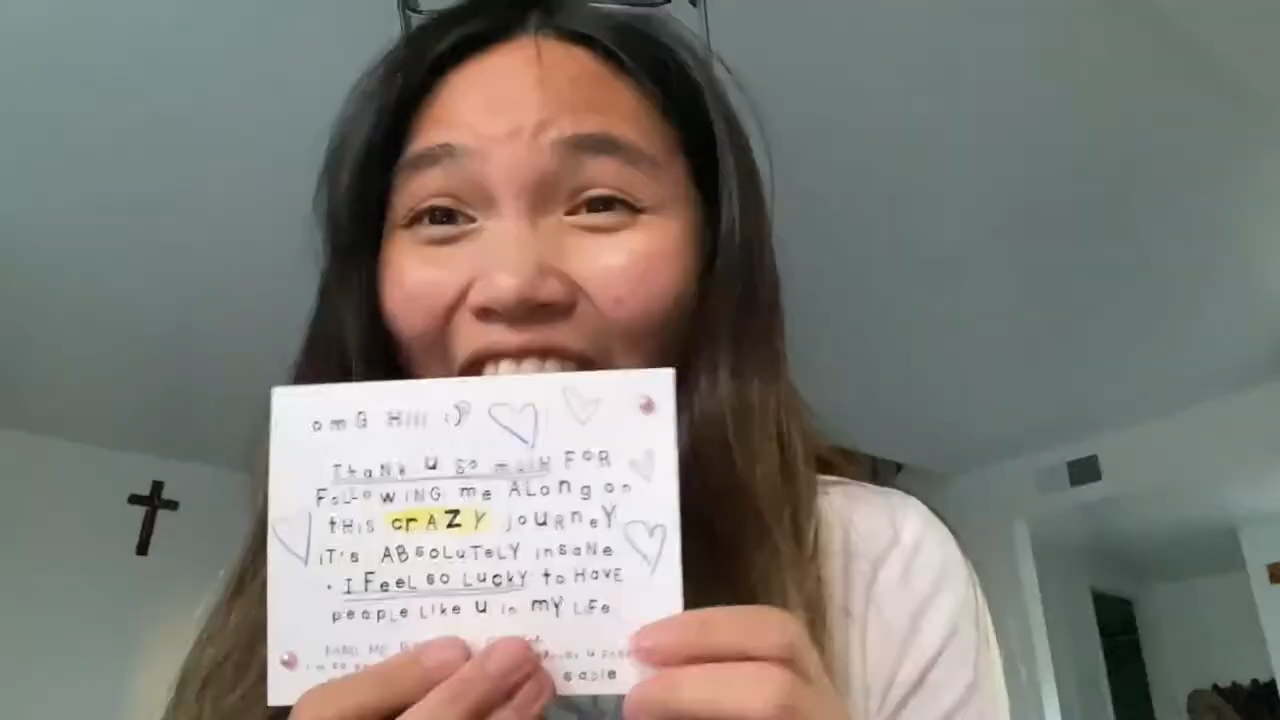 omG Hiii :)
THaNk U so mucH FOR
FoLLoWING me ALong on
tHis crAZY joURneY
iT's ABsoLuTeLY insaNe
• I FeeL so LuckY to HaVE
peopLe Like U in mY LiFe